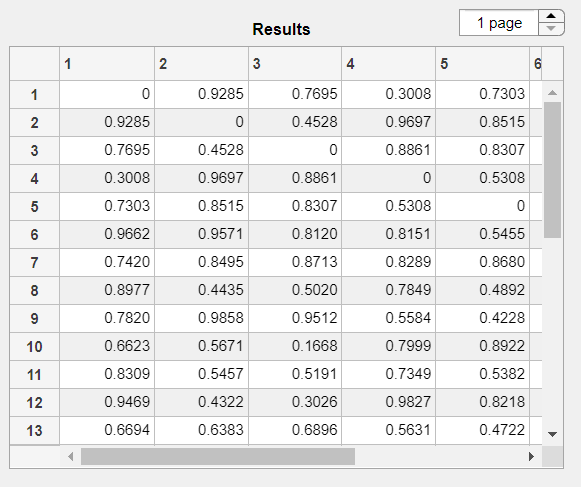 1 page
Results
1 2 3 4 5 6
1 0 0.9285 0.7695 0.3008 0.7303
2 0.9285 0 0.4528 0.9697 0.8515
3 0.7695 0.4528 0 0.8861 0.8307
4 0.3008 0.9697 0.8861 0 0.5308
5 0.7303 0.8515 0.8307 0.5308 0
6 0.9662 0.9571 0.8120 0.8151 0.5455
7 0.7420 0.8495 0.8713 0.8289 0.8680
8 0.8977 0.4435 0.5020 0.7849 0.4892
9 0.7820 0.9858 0.9512 0.5584 0.4228
10 0.6623 0.5671 0.1668 0.7999 0.8922
11 0.8309 0.5457 0.5191 0.7349 0.5382
12 0.9469 0.4322 0.3026 0.9827 0.8218
13 0.6694 0.6383 0.6896 0.5631 0.4722